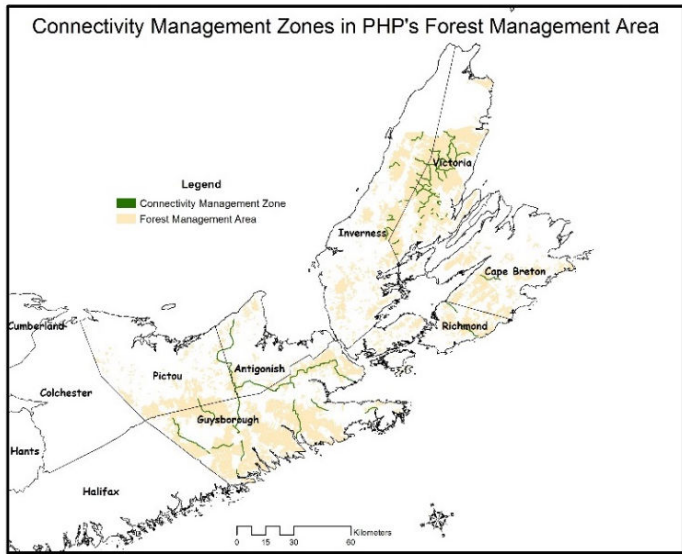 Connectivity Management Zones in PHP's Forest Management Area
Legend
Connectivity Management Zone
Forest Management Area
Victoria
Inverness
Cape Breton
Richmond
Cumberland
Pictou
Antigonish
Colchester
Guysborough
Hants
Halifax
Kilometers
0 15 30 60